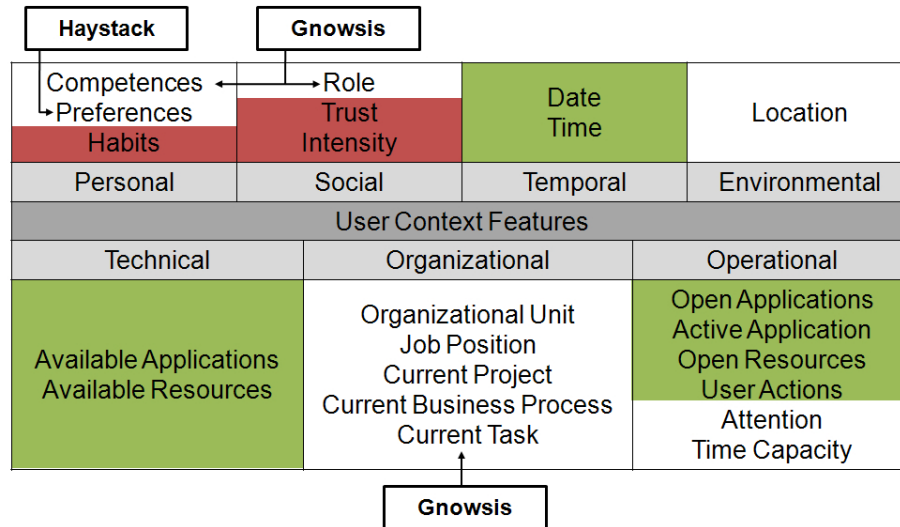 Haystack
Gnowsis
Competences
Preferences
Habits
Role
Trust
Intensity
Date
Time
Location
Personal
Social
Temporal
Environmental
User Context Features
Technical
Organizational
Operational
Available Applications
Available Resources
Organizational Unit
Job Position
Current Project
Current Business Process
Current Task
Open Applications
Active Application
Open Resources
User Actions
Attention
Time Capacity
Gnowsis